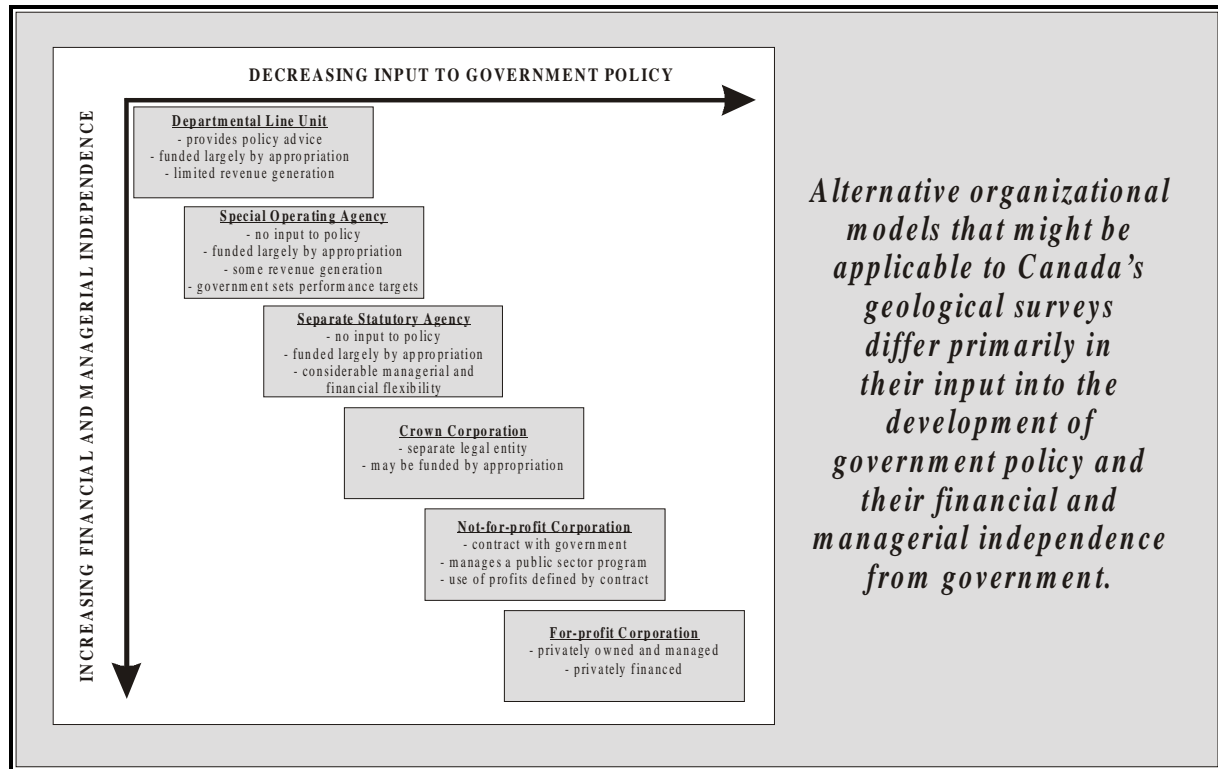 DECREASING INPUT TO GOVERNMENT POLICY
INCREASING FINANCIAL AND MANAGERIAL INDEPENDENCE
Departmental Line Unit
- provides policy advice
- funded largely by appropriation
- limited revenue generation
Special Operating Agency
- no input to policy
- funded largely by appropriation
- some revenue generation
- government sets performance targets
Separate Statutory Agency
- no input to policy
- funded largely by appropriation
- considerable managerial and
financial flexibility
Crown Corporation
- separate legal entity
- may be funded by appropriation
Not-for-profit Corporation
- contract with government
- manages a public sector program
- use of profits defined by contract
For-profit Corporation
- privately owned and managed
- privately financed
Alternative organizational
models that might be
applicable to Canada’s
geological surveys
differ primarily in
their input into the
development of
government policy and
their financial and
managerial independence
from government.